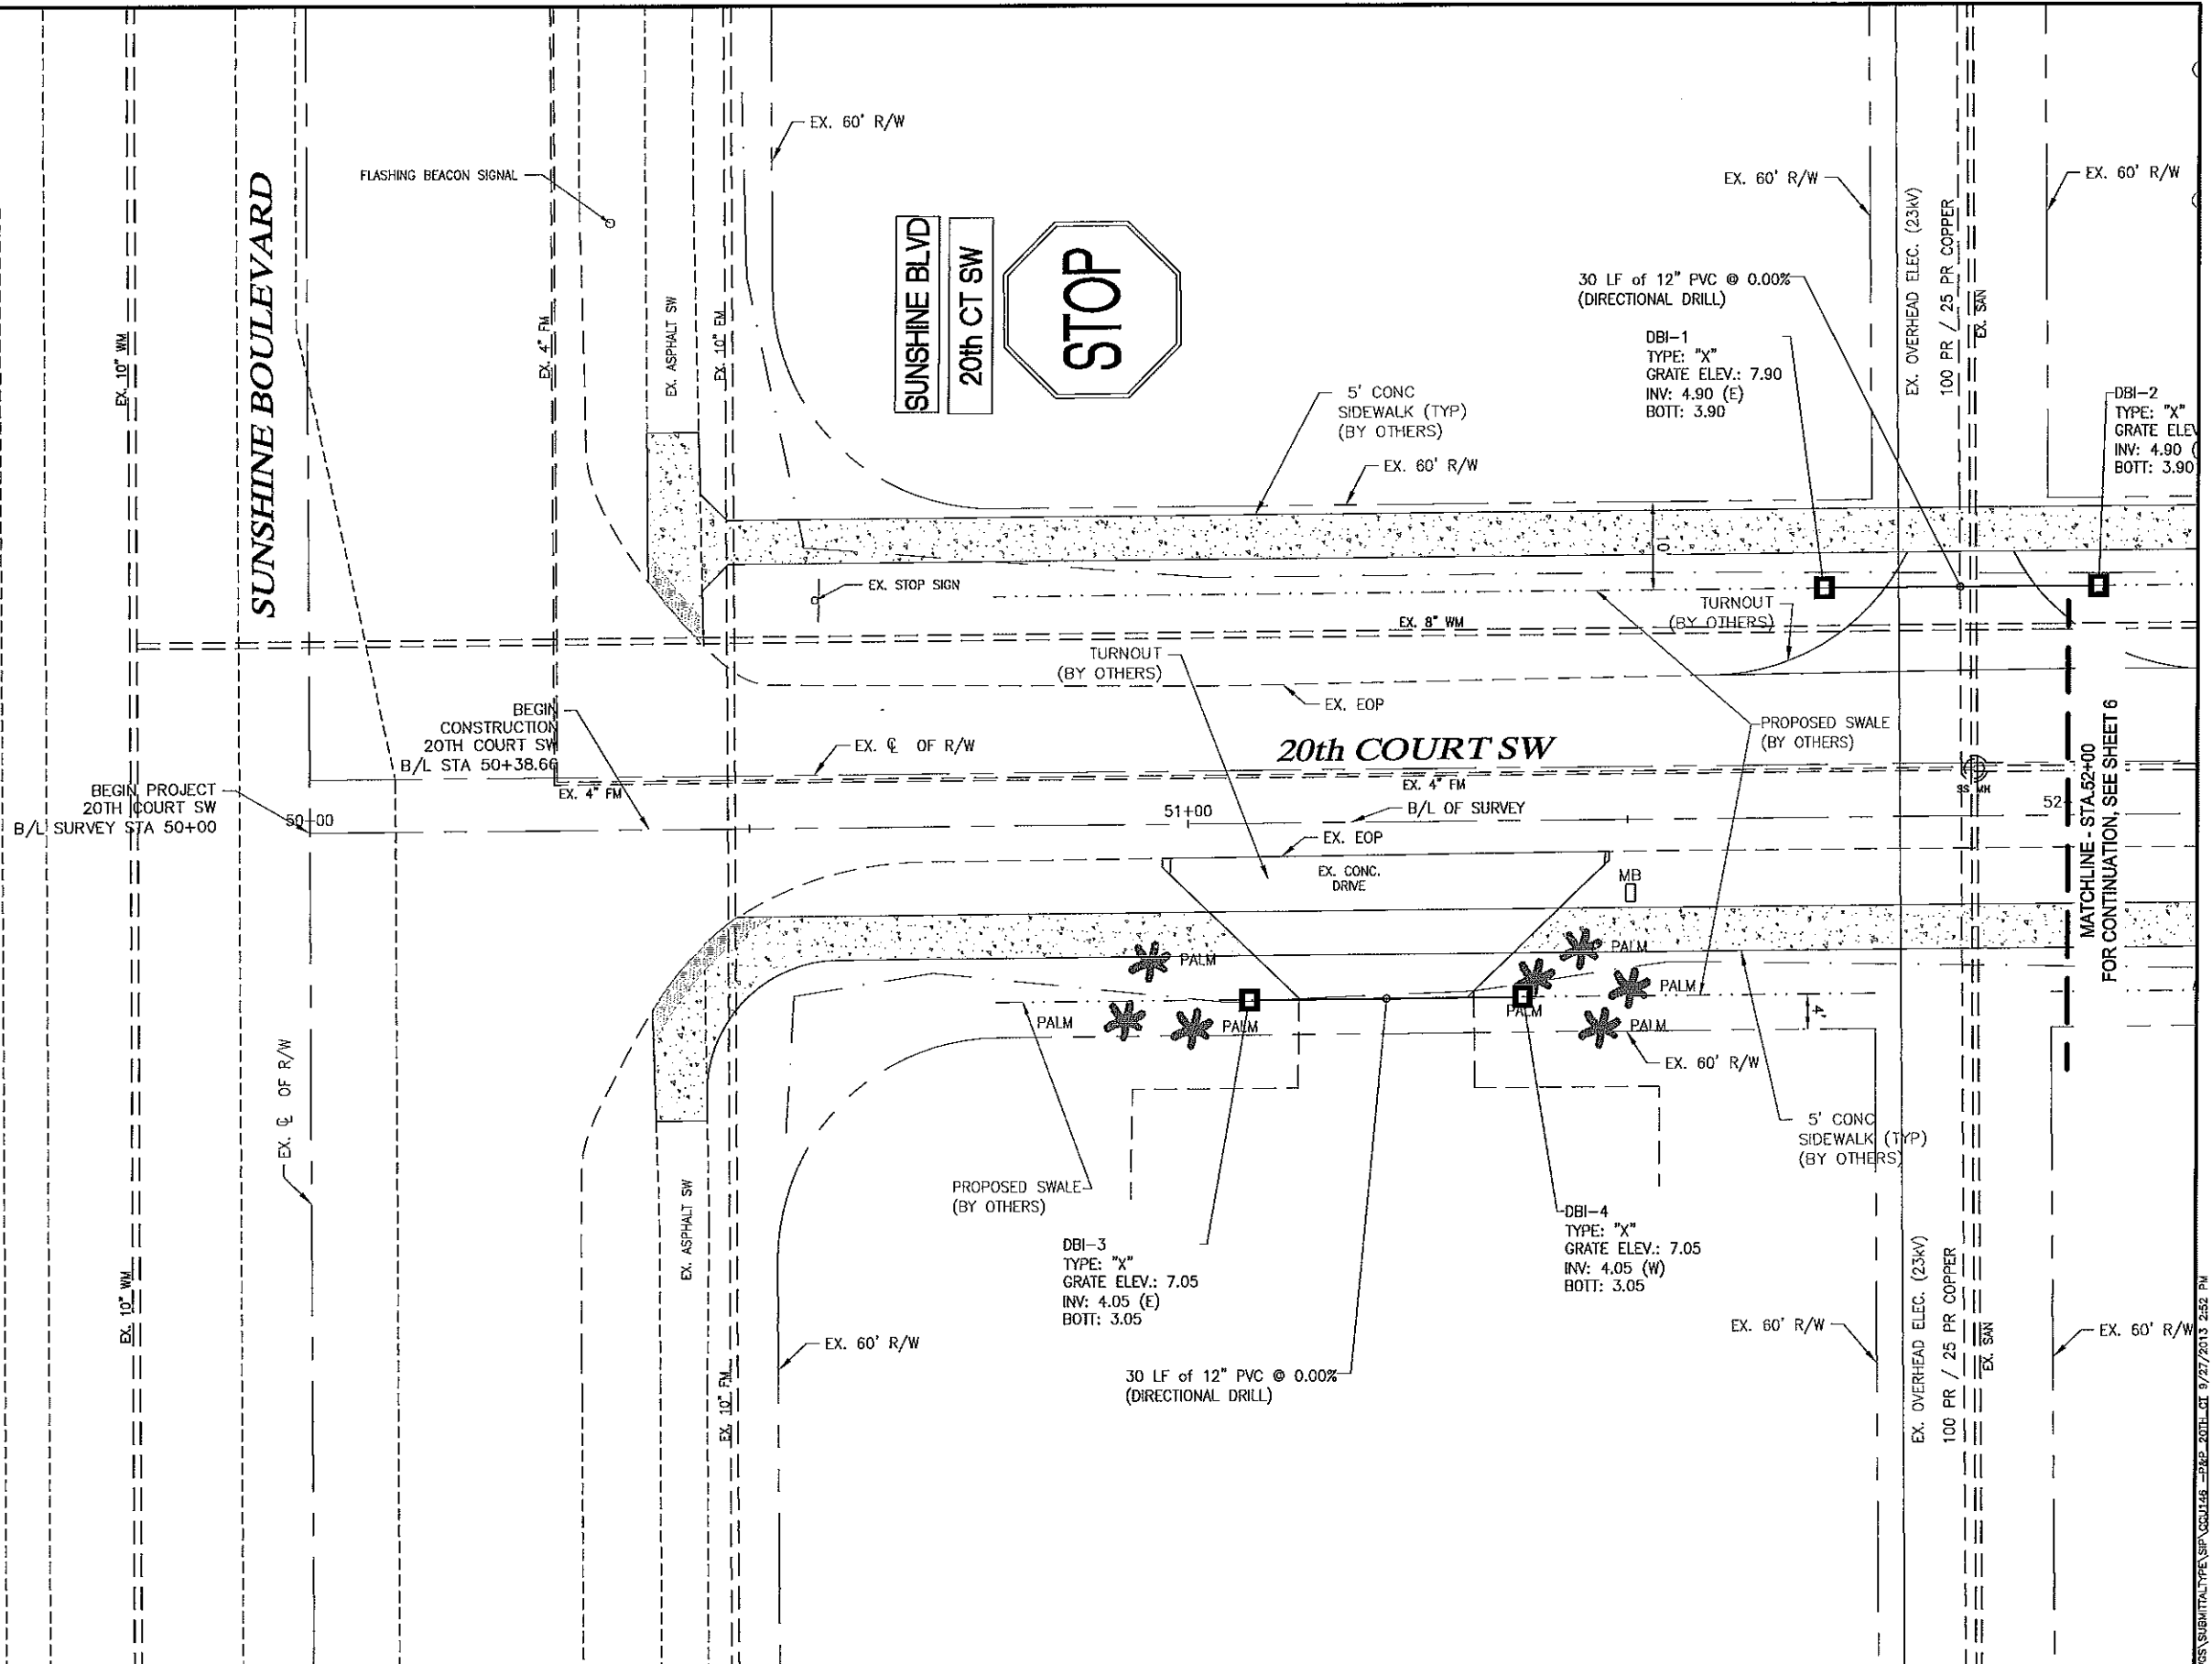 EX. 60' R/W
FLASHING BEACON SIGNAL
EX. 60' R/W
EX. 60' R/W
SUNSHINE BOULEVARD
SUNSHINE BLVD
20th CT SW
STOP
EX. OVERHEAD ELEC. (23kV)
100 PR / 25 PR COPPER
EX. SAN
30 LF of 12" PVC @ 0.00%
(DIRECTIONAL DRILL)
DBI-1
TYPE: "X"
GRATE ELEV.: 7.90
INV: 4.90 (E)
BOTT: 3.90
EX. 10" WM
EX. 4" FM
EX. ASPHALT SW
EX. 10" FM
5' CONC
SIDEWALK (TYP)
(BY OTHERS)
EX. 60' R/W
DBI-2
TYPE: "X"
GRATE ELEV
INV: 4.90 (
BOTT: 3.90
10'
EX. STOP SIGN
TURNOUT
(BY OTHERS)
EX. 8" WM
TURNOUT
(BY OTHERS)
EX. EOP
BEGIN
CONSTRUCTION
20TH COURT SW
B/L STA 50+38.66
EX. ℄ OF R/W
20th COURT SW
PROPOSED SWALE
(BY OTHERS)
BEGIN PROJECT
20TH COURT SW
B/L SURVEY STA 50+00
50+00
EX. 4" FM
EX. 4" FM
SS MH
51+00
B/L OF SURVEY
52
MATCHLINE - STA.52+00
FOR CONTINUATION, SEE SHEET 6
EX. EOP
EX. CONC.
DRIVE
MB
PALM
PALM
PALM
PALM
PALM
PALM
PALM
4'
EX. 60' R/W
EX. ℄ OF R/W
5' CONC
SIDEWALK (TYP)
(BY OTHERS)
PROPOSED SWALE
(BY OTHERS)
EX. ASPHALT SW
DBI-3
TYPE: "X"
GRATE ELEV.: 7.05
INV: 4.05 (E)
BOTT: 3.05
DBI-4
TYPE: "X"
GRATE ELEV.: 7.05
INV: 4.05 (W)
BOTT: 3.05
EX. 10" WM
EX. 60' R/W
EX. 10" FM
30 LF of 12" PVC @ 0.00%
(DIRECTIONAL DRILL)
EX. 60' R/W
EX. OVERHEAD ELEC. (23kV)
100 PR / 25 PR COPPER
EX. SAN
EX. 60' R/W
9/27/2013 2:52 PM